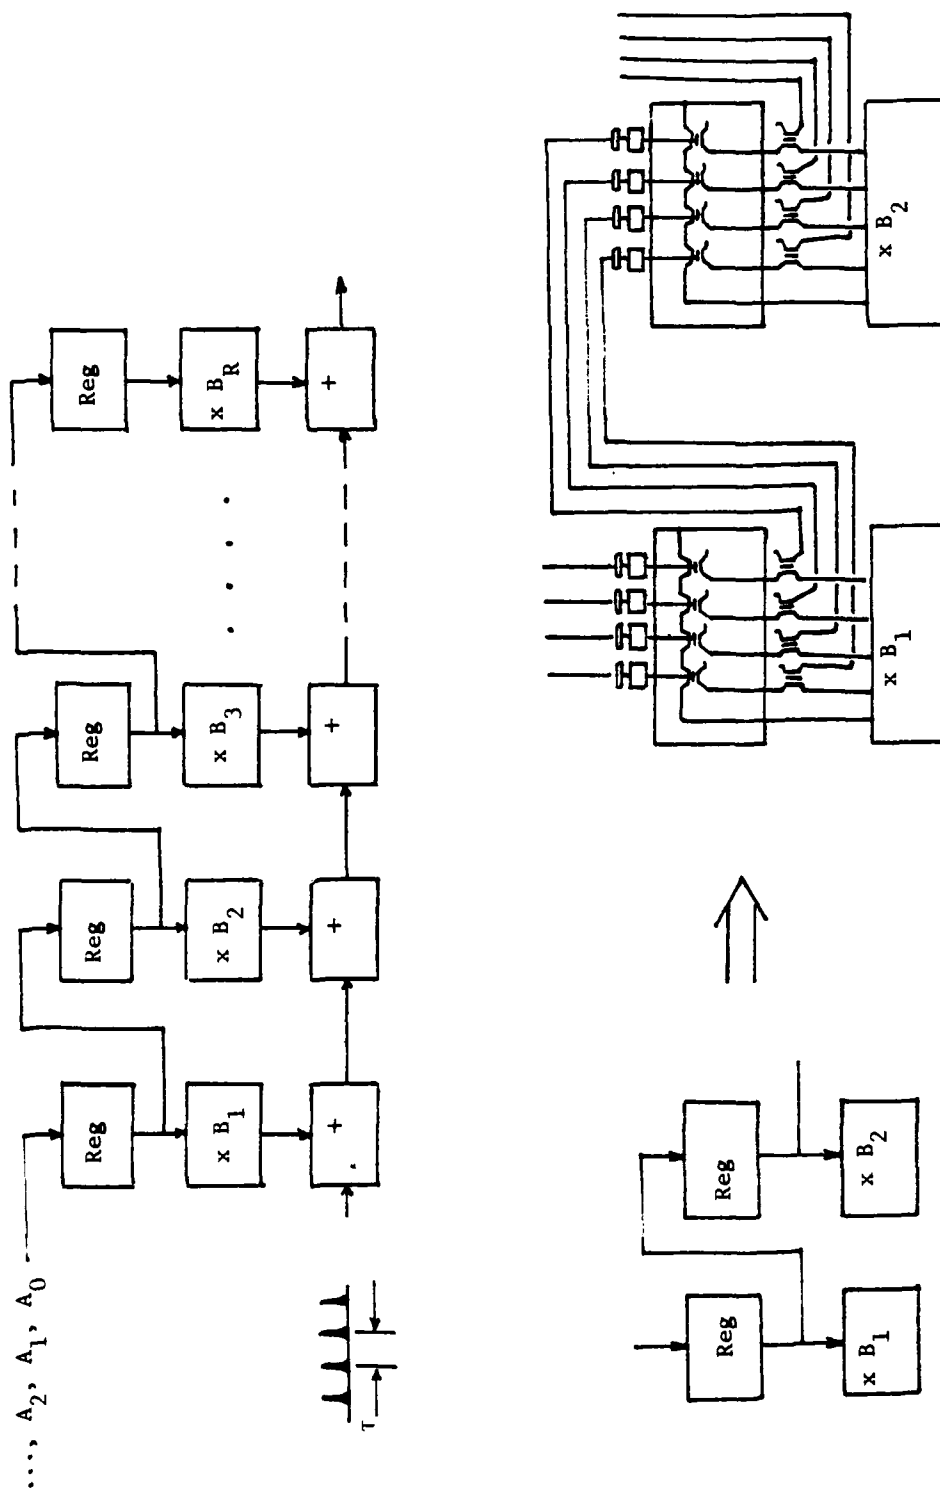 ..., A2, A1, A0
Reg Reg Reg Reg
x B1 x B2 x B3 x BR
+ + + +
τ
Reg Reg
x B1 x B2
x B1 x B2